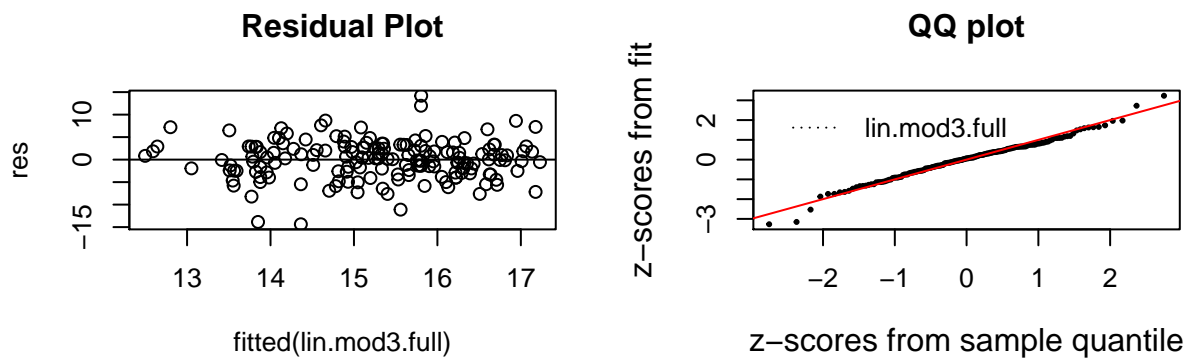 Residual Plot
res
−15
0
10
13
14
15
16
17
fitted(lin.mod3.full)
QQ plot
z−scores from fit
−3
0
2
lin.mod3.full
−2
−1
0
1
2
z−scores from sample quantile